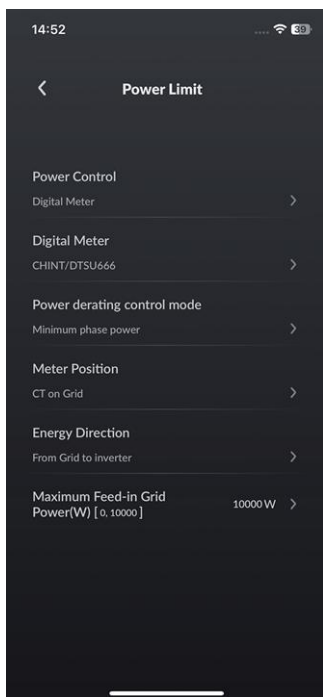 14:52
39
Power Limit
Power Control
Digital Meter
Digital Meter
CHINT/DTSU666
Power derating control mode
Minimum phase power
Meter Position
CT on Grid
Energy Direction
From Grid to inverter
Maximum Feed-in Grid
Power(W) [ 0, 10000 ]
10000 W